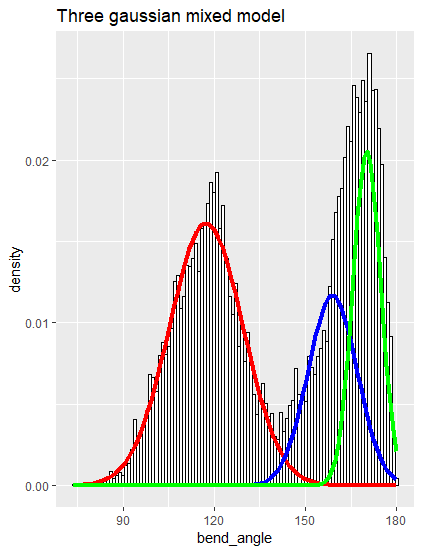 Three gaussian mixed model
density
0.02
0.01
0.00
90 120 150 180
bend_angle